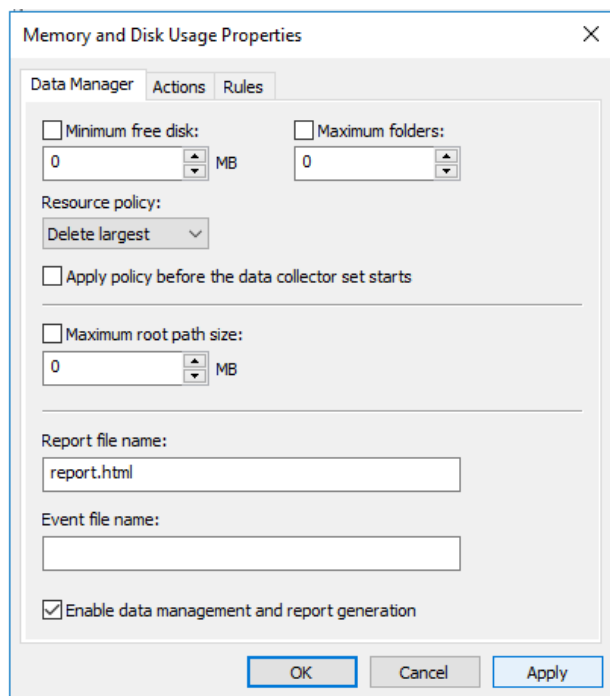 Memory and Disk Usage Properties
Data Manager Actions Rules
Minimum free disk: Maximum folders:
0 MB 0
Resource policy:
Delete largest
Apply policy before the data collector set starts
Maximum root path size:
0 MB
Report file name:
report.html
Event file name:
Enable data management and report generation
OK Cancel Apply